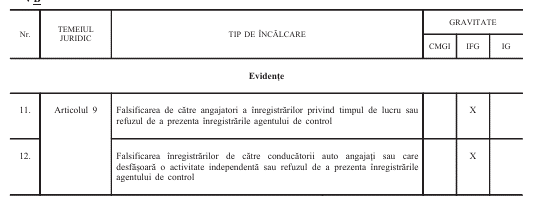 Nr.
TEMEIUL
JURIDIC
TIP DE ÎNCĂLCARE
GRAVITATE
CMGI IFG IG
Evidențe
11. Articolul 9 Falsificarea de către angajatori a înregistrărilor privind timpul de lucru sau X
refuzul de a prezenta înregistrările agentului de control
12. Falsificarea înregistrărilor de către conducătorii auto angajați sau care X
desfășoară o activitate independentă sau refuzul de a prezenta înregistrările
agentului de control